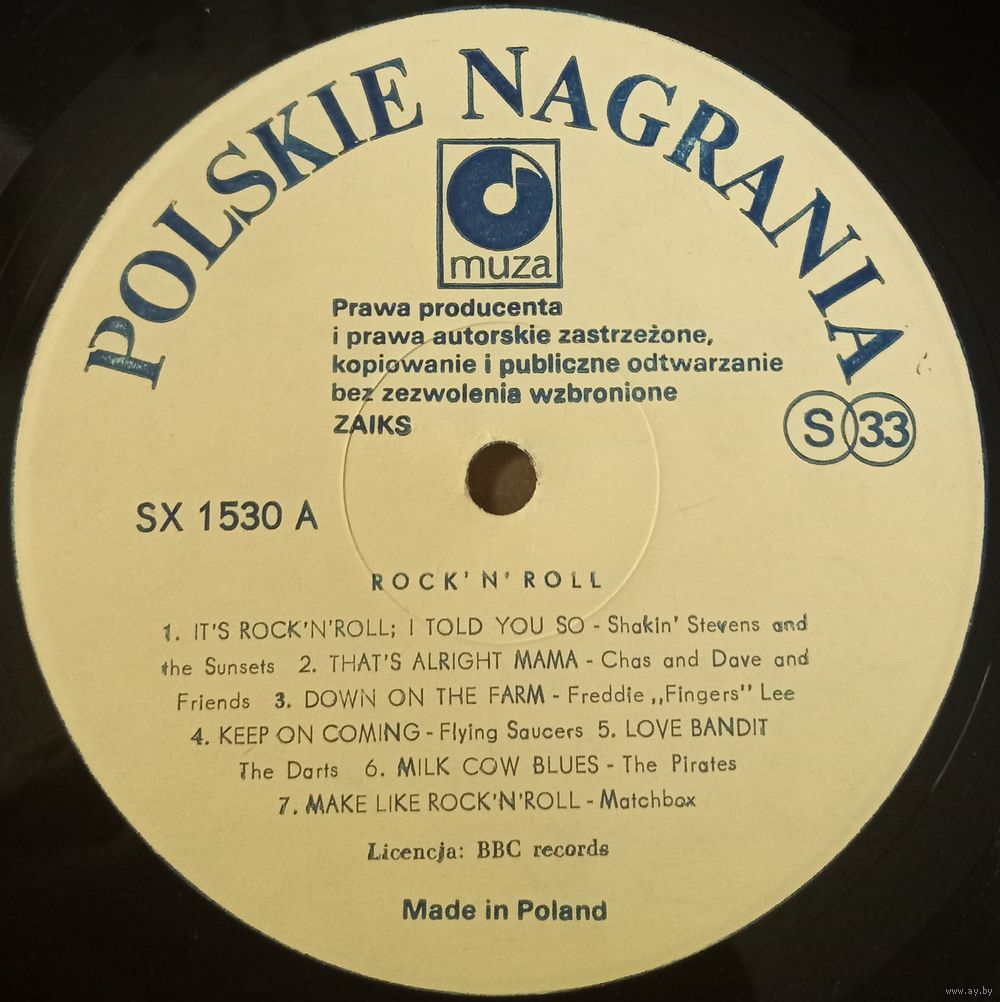 POLSKIE NAGRANIA
muza
Prawa producenta
i prawa autorskie zastrzeżone,
kopiowanie i publiczne odtwarzanie
bez zezwolenia wzbronione
ZAIKS
S 33
SX 1530 A
ROCK'N'ROLL
1. IT'S ROCK'N'ROLL; I TOLD YOU SO - Shakin' Stevens and
the Sunsets 2. THAT'S ALRIGHT MAMA - Chas and Dave and
Friends 3. DOWN ON THE FARM - Freddie „Fingers" Lee
4. KEEP ON COMING - Flying Saucers 5. LOVE BANDIT
The Darts 6. MILK COW BLUES - The Pirates
7. MAKE LIKE ROCK'N'ROLL - Matchbox
Licencja: BBC records
Made in Poland
www.ay.by